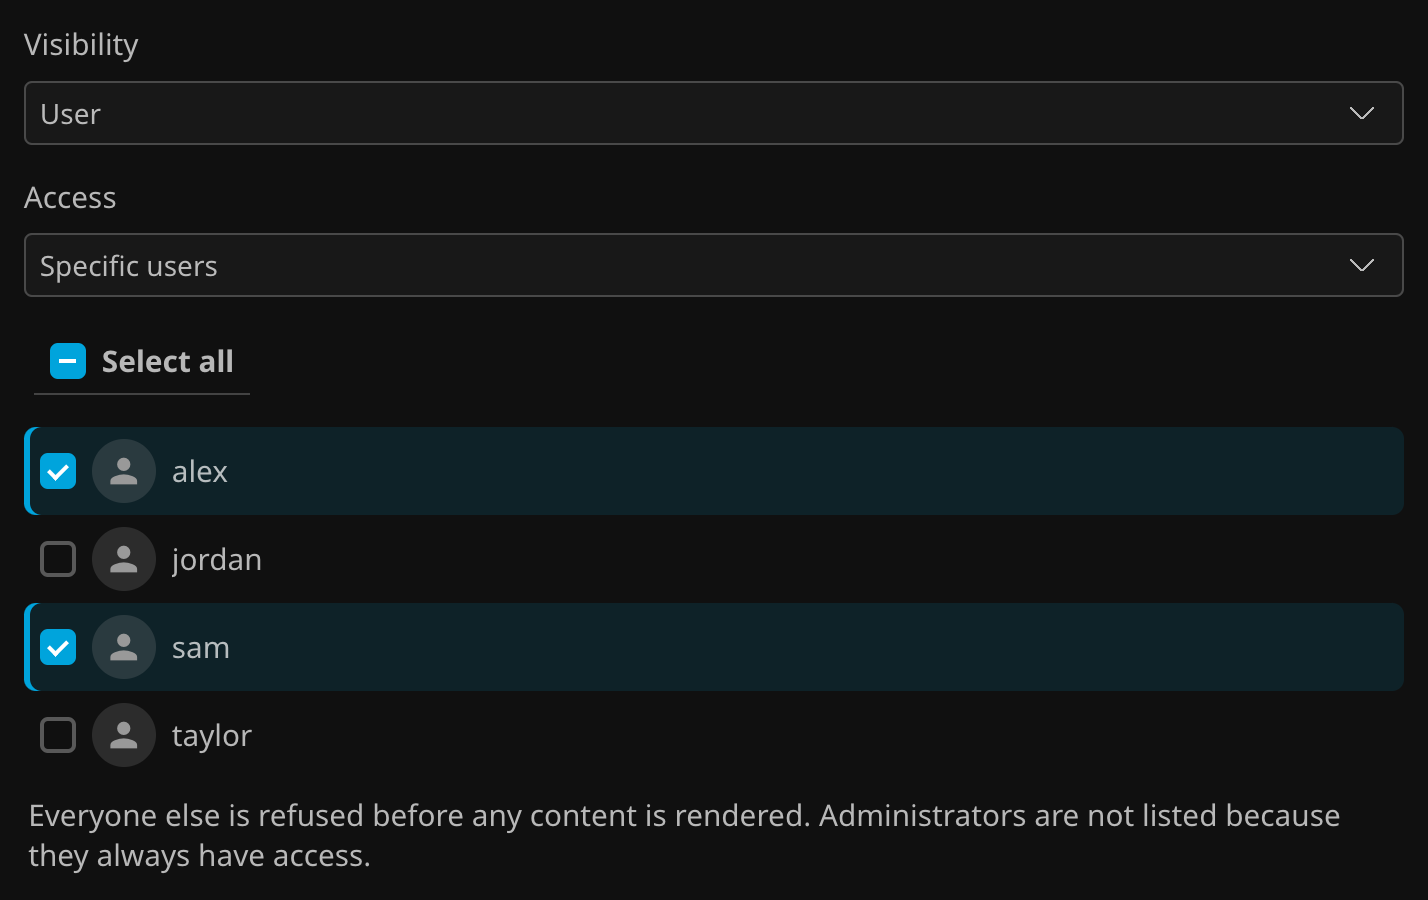 Visibility
User
Access
Specific users
Select all
alex
jordan
sam
taylor
Everyone else is refused before any content is rendered. Administrators are not listed because
they always have access.